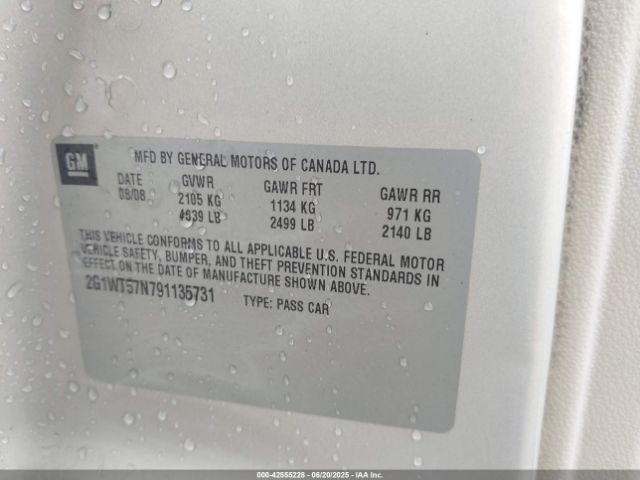 GM
MFD BY GENERAL MOTORS OF CANADA LTD.
DATE GVWR GAWR FRT GAWR RR
08/08 2105 KG 1134 KG 971 KG
4639 LB 2499 LB 2140 LB
THIS VEHICLE CONFORMS TO ALL APPLICABLE U.S. FEDERAL MOTOR
VEHICLE SAFETY, BUMPER, AND THEFT PREVENTION STANDARDS IN
EFFECT ON THE DATE OF MANUFACTURE SHOWN ABOVE.
2G1WT57N791135731 TYPE: PASS CAR
000-42555228 - 06/20/2025 - IAAI